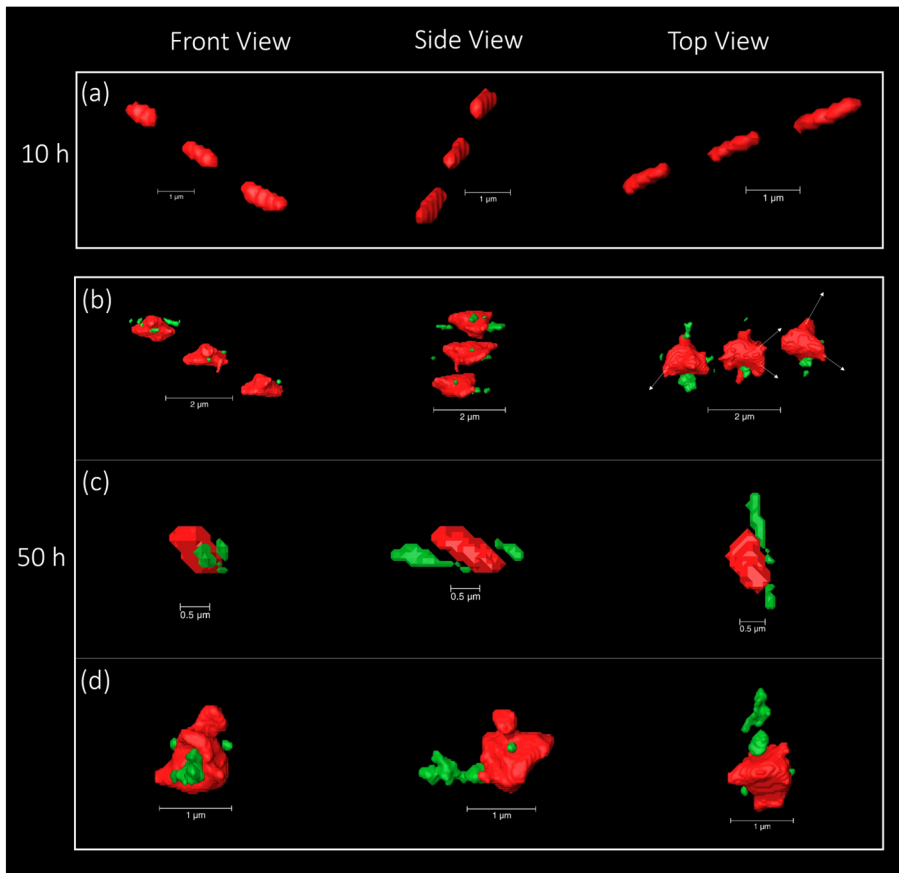 Front View Side View Top View
(a)
10 h
1 µm 1 µm 1 µm
(b)
2 µm 2 µm 2 µm
(c)
50 h
0.5 µm 0.5 µm 0.5 µm
(d)
1 µm 1 µm 1 µm